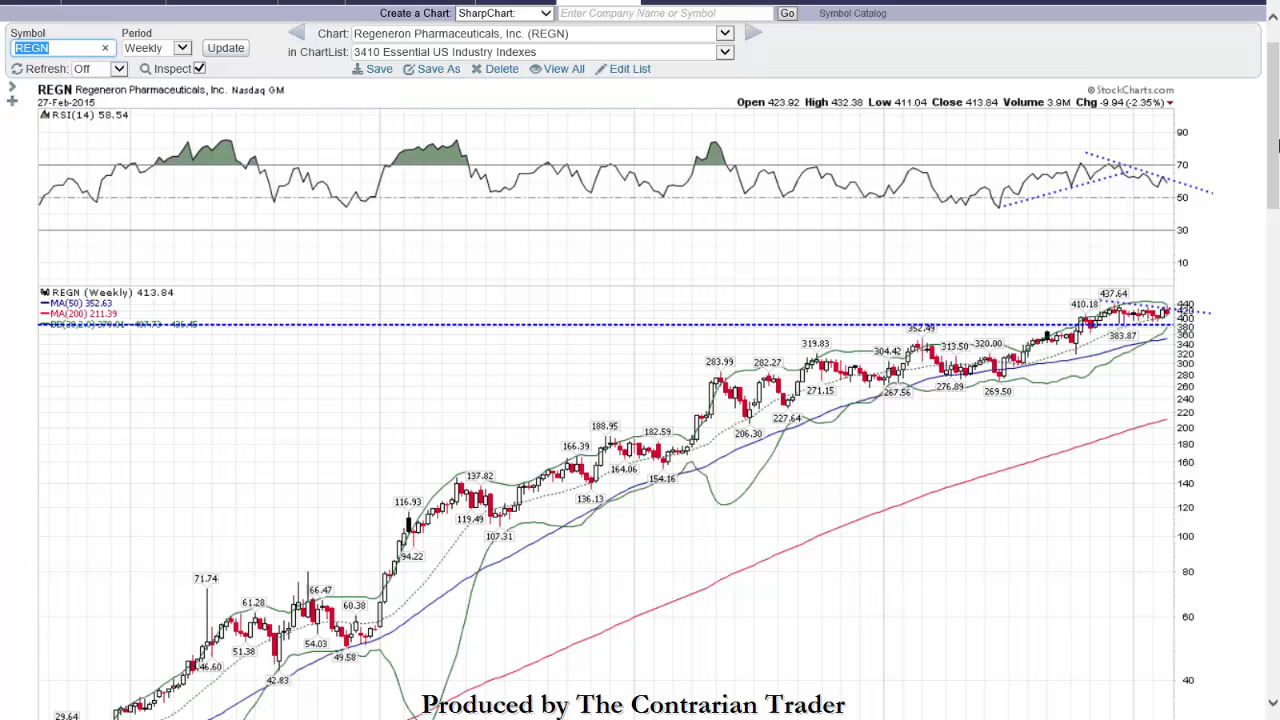 Create a Chart: SharpChart: Enter Company Name or Symbol Go Symbol Catalog
Symbol Period Chart: Regeneron Pharmaceuticals, Inc. (REGN)
REGN × Weekly Update in ChartList: 3410 Essential US Industry Indexes
Refresh: Off Inspect Save Save As Delete View All Edit List
REGN Regeneron Pharmaceuticals, Inc. Nasdaq GM © StockCharts.com
27-Feb-2015 Open 423.92 High 432.38 Low 411.04 Close 413.84 Volume 3.9M Chg -9.94 (-2.35%)
RSI(14) 58.54
90
70
50
30
10
REGN (Weekly) 413.84
MA(50) 352.63
MA(200) 211.39
437.64
410.18
440
420
400
380
360
340
320
300
280
260
240
220
200
180
160
140
120
100
80
60
40
383.87
352.49
319.83 304.42 313.50 320.00
283.99 282.27 271.15 267.56 276.89 269.50
206.30 227.64
188.95 182.59
166.39 164.06 154.16
137.82 136.13
116.93 119.49
107.31
94.22
71.74
61.28 66.47 60.38
46.60 51.38 54.03 49.58
42.83
29.64
Produced by The Contrarian Trader